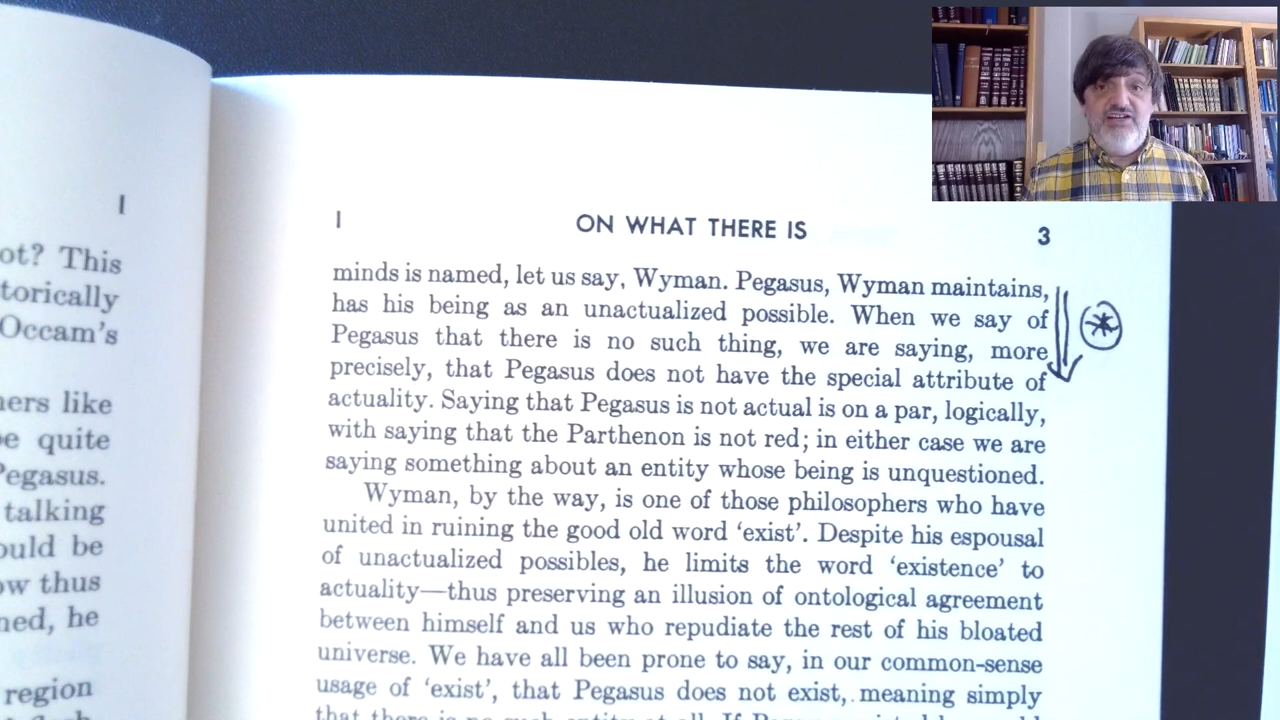 I
ot? This
torically
Occam's
ers like
e quite
Pegasus.
talking
ould be
ow thus
ned, he
region
I ON WHAT THERE IS 3
minds is named, let us say, Wyman. Pegasus, Wyman maintains,
has his being as an unactualized possible. When we say of
Pegasus that there is no such thing, we are saying, more
precisely, that Pegasus does not have the special attribute of
actuality. Saying that Pegasus is not actual is on a par, logically,
with saying that the Parthenon is not red; in either case we are
saying something about an entity whose being is unquestioned.
Wyman, by the way, is one of those philosophers who have
united in ruining the good old word 'exist'. Despite his espousal
of unactualized possibles, he limits the word 'existence' to
actuality—thus preserving an illusion of ontological agreement
between himself and us who repudiate the rest of his bloated
universe. We have all been prone to say, in our common-sense
usage of 'exist', that Pegasus does not exist, meaning simply